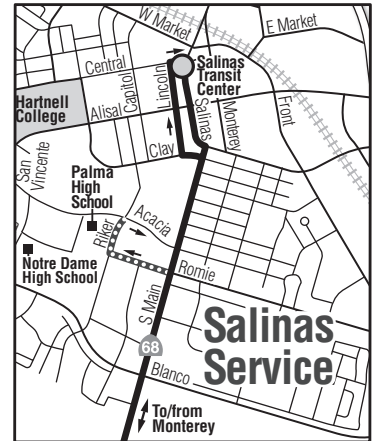 W Market
E Market
Central
Capitol
Lincoln
Salinas
Transit
Center
Hartnell
College
Alisal
Salinas
Monterey
Front
Clay
San
Vincente
Palma
High
School
Acacia
Riker
Notre Dame
High School
Romie
S Main
Salinas
Service
68
Blanco
To/from
Monterey